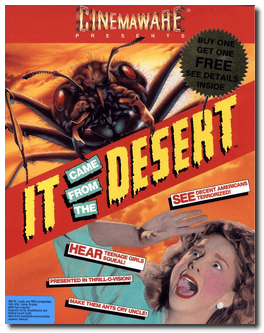 CINEMAWARE
PRESENTS
BUY ONE
GET ONE
FREE
SEE DETAILS
INSIDE
IT CAME
FROM
THE DESERT
SEE DECENT AMERICANS
TERRORIZED!
HEAR TEENAGE GIRLS
SQUEAL!
PRESENTED IN THRILL-O-VISION!
MAKE THEM ANTS CRY UNCLE!